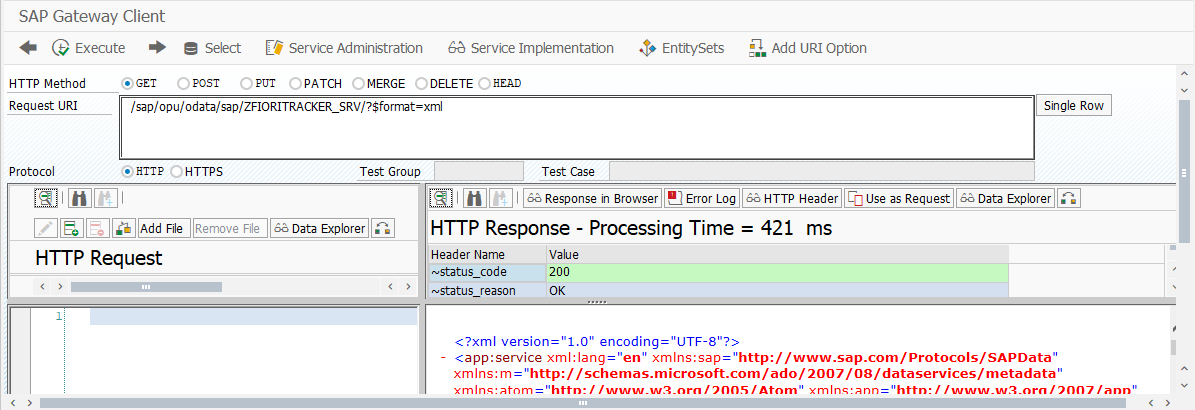 SAP Gateway Client
Execute Select Service Administration Service Implementation EntitySets Add URI Option
HTTP Method GET POST PUT PATCH MERGE DELETE HEAD
Request URI /sap/opu/odata/sap/ZFIORITRACKER_SRV/?$format=xml Single Row
Protocol HTTP HTTPS Test Group Test Case
Response in Browser Error Log HTTP Header Use as Request Data Explorer
Add File Remove File Data Explorer
HTTP Response - Processing Time = 421 ms
HTTP Request
Header Name Value
~status_code 200
~status_reason OK
1
<?xml version="1.0" encoding="UTF-8"?>
- <app:service xml:lang="en" xmlns:sap="http://www.sap.com/Protocols/SAPData"
xmlns:m="http://schemas.microsoft.com/ado/2007/08/dataservices/metadata"
xmlns:atom="http://www.w3.org/2005/Atom" xmlns:app="http://www.w3.org/2007/app"